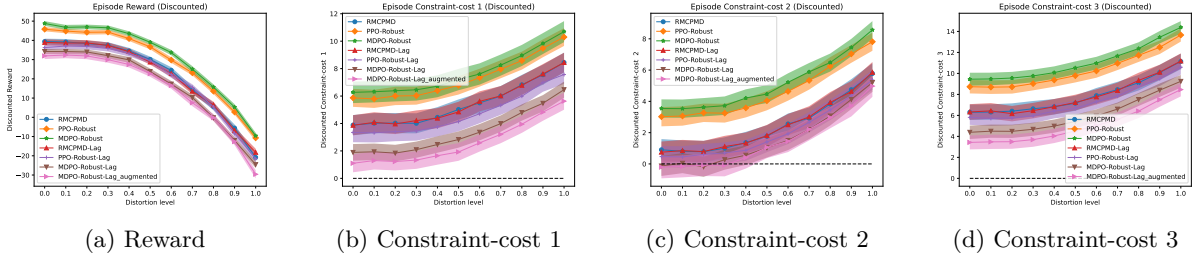 Episode Reward (Discounted)
Discounted Reward
50
40
30
20
10
0
−10
−20
−30
RMCPMD
PPO-Robust
MDPO-Robust
RMCPMD-Lag
PPO-Robust-Lag
MDPO-Robust-Lag
MDPO-Robust-Lag_augmented
0.0 0.1 0.2 0.3 0.4 0.5 0.6 0.7 0.8 0.9 1.0
Distortion level
(a) Reward
Episode Constraint-cost 1 (Discounted)
Discounted Constraint-cost 1
12
10
8
6
4
2
0
RMCPMD
PPO-Robust
MDPO-Robust
RMCPMD-Lag
PPO-Robust-Lag
MDPO-Robust-Lag
MDPO-Robust-Lag_augmented
0.0 0.1 0.2 0.3 0.4 0.5 0.6 0.7 0.8 0.9 1.0
Distortion level
(b) Constraint-cost 1
Episode Constraint-cost 2 (Discounted)
Discounted Constraint-cost 2
8
6
4
2
0
RMCPMD
PPO-Robust
MDPO-Robust
RMCPMD-Lag
PPO-Robust-Lag
MDPO-Robust-Lag
MDPO-Robust-Lag_augmented
0.0 0.1 0.2 0.3 0.4 0.5 0.6 0.7 0.8 0.9 1.0
Distortion level
(c) Constraint-cost 2
Episode Constraint-cost 3 (Discounted)
Discounted Constraint-cost 3
14
12
10
8
6
4
2
0
RMCPMD
PPO-Robust
MDPO-Robust
RMCPMD-Lag
PPO-Robust-Lag
MDPO-Robust-Lag
MDPO-Robust-Lag_augmented
0.0 0.1 0.2 0.3 0.4 0.5 0.6 0.7 0.8 0.9 1.0
Distortion level
(d) Constraint-cost 3